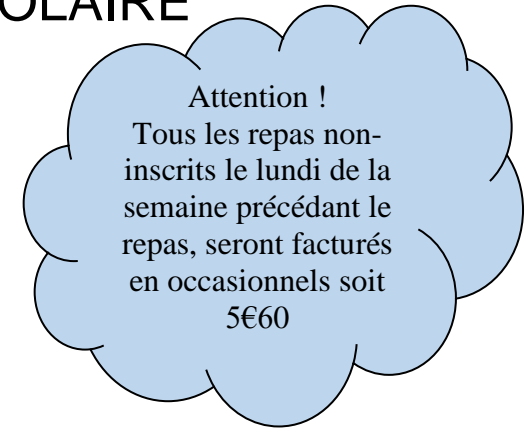 OLAIRE
Attention !
Tous les repas non-
inscrits le lundi de la
semaine précédant le
repas, seront facturés
en occasionnels soit
5€60